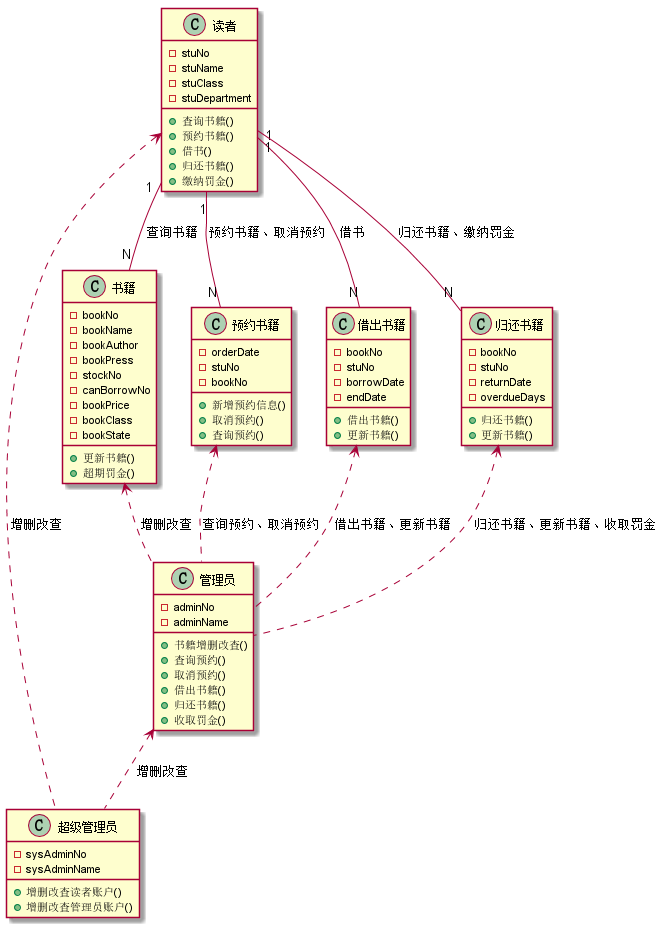 C 读者
stuNo
stuName
stuClass
stuDepartment
查询书籍()
预约书籍()
借书()
归还书籍()
缴纳罚金()
1
1
1
1
查询书籍
预约书籍、取消预约
借书
归还书籍、缴纳罚金
N
N
N
N
C 书籍
bookNo
bookName
bookAuthor
bookPress
stockNo
canBorrowNo
bookPrice
bookClass
bookState
更新书籍()
超期罚金()
C 预约书籍
orderDate
stuNo
bookNo
新增预约信息()
取消预约()
查询预约()
C 借出书籍
bookNo
stuNo
borrowDate
endDate
借出书籍()
更新书籍()
C 归还书籍
bookNo
stuNo
returnDate
overdueDays
归还书籍()
更新书籍()
增删改查
增删改查
查询预约、取消预约
借出书籍、更新书籍
归还书籍、更新书籍、收取罚金
C 管理员
adminNo
adminName
书籍增删改查()
查询预约()
取消预约()
借出书籍()
归还书籍()
收取罚金()
增删改查
C 超级管理员
sysAdminNo
sysAdminName
增删改查读者账户()
增删改查管理员账户()